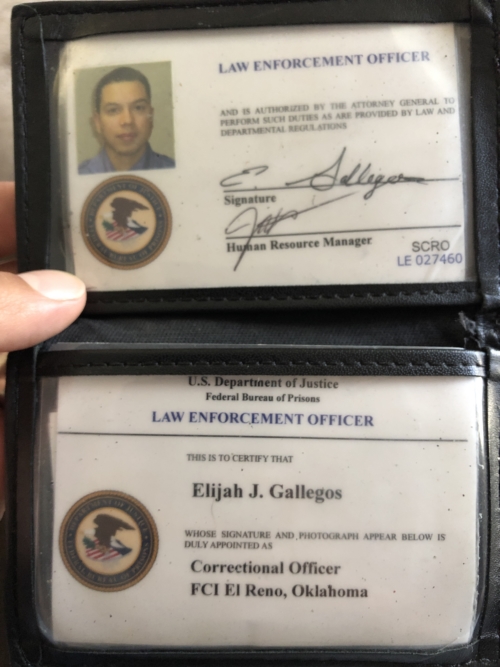 LAW ENFORCEMENT OFFICER
AND IS AUTHORIZED BY THE ATTORNEY GENERAL TO
PERFORM SUCH DUTIES AS ARE PROVIDED BY LAW AND
DEPARTMENTAL REGULATIONS
E. Gallegos
Signature
Human Resource Manager
SCRO
LE 027460
U.S. Department of Justice
Federal Bureau of Prisons
LAW ENFORCEMENT OFFICER
THIS IS TO CERTIFY THAT
Elijah J. Gallegos
WHOSE SIGNATURE AND PHOTOGRAPH APPEAR BELOW IS
DULY APPOINTED AS
Correctional Officer
FCI El Reno, Oklahoma